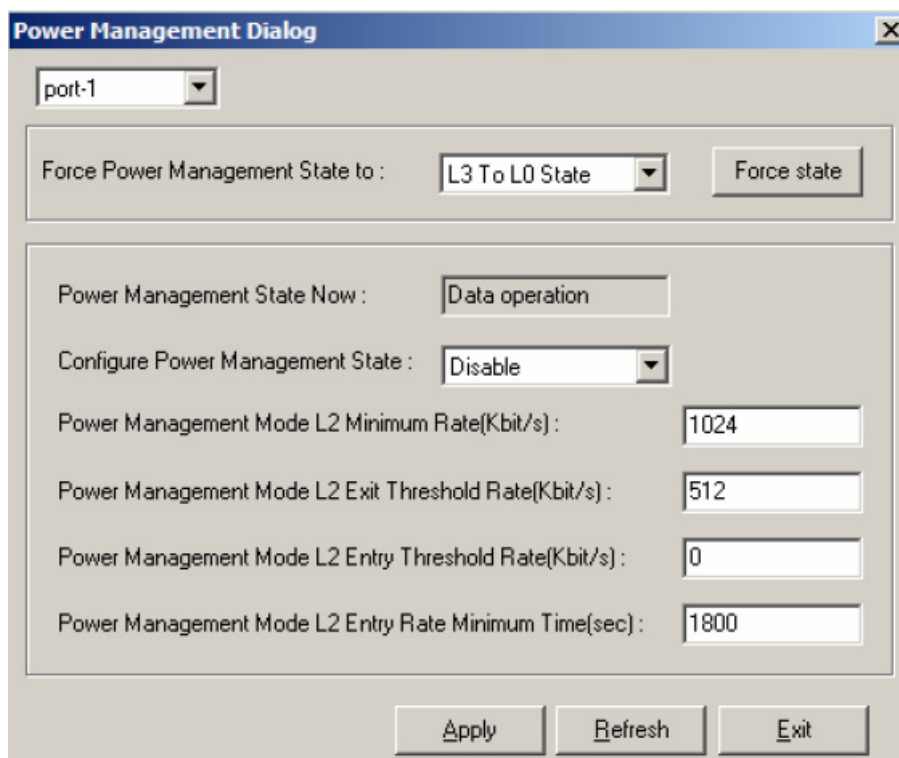 Power Management Dialog
port-1
Force Power Management State to : L3 To L0 State Force state
Power Management State Now : Data operation
Configure Power Management State : Disable
Power Management Mode L2 Minimum Rate(Kbit/s) : 1024
Power Management Mode L2 Exit Threshold Rate(Kbit/s) : 512
Power Management Mode L2 Entry Threshold Rate(Kbit/s) : 0
Power Management Mode L2 Entry Rate Minimum Time(sec) : 1800
Apply Refresh Exit